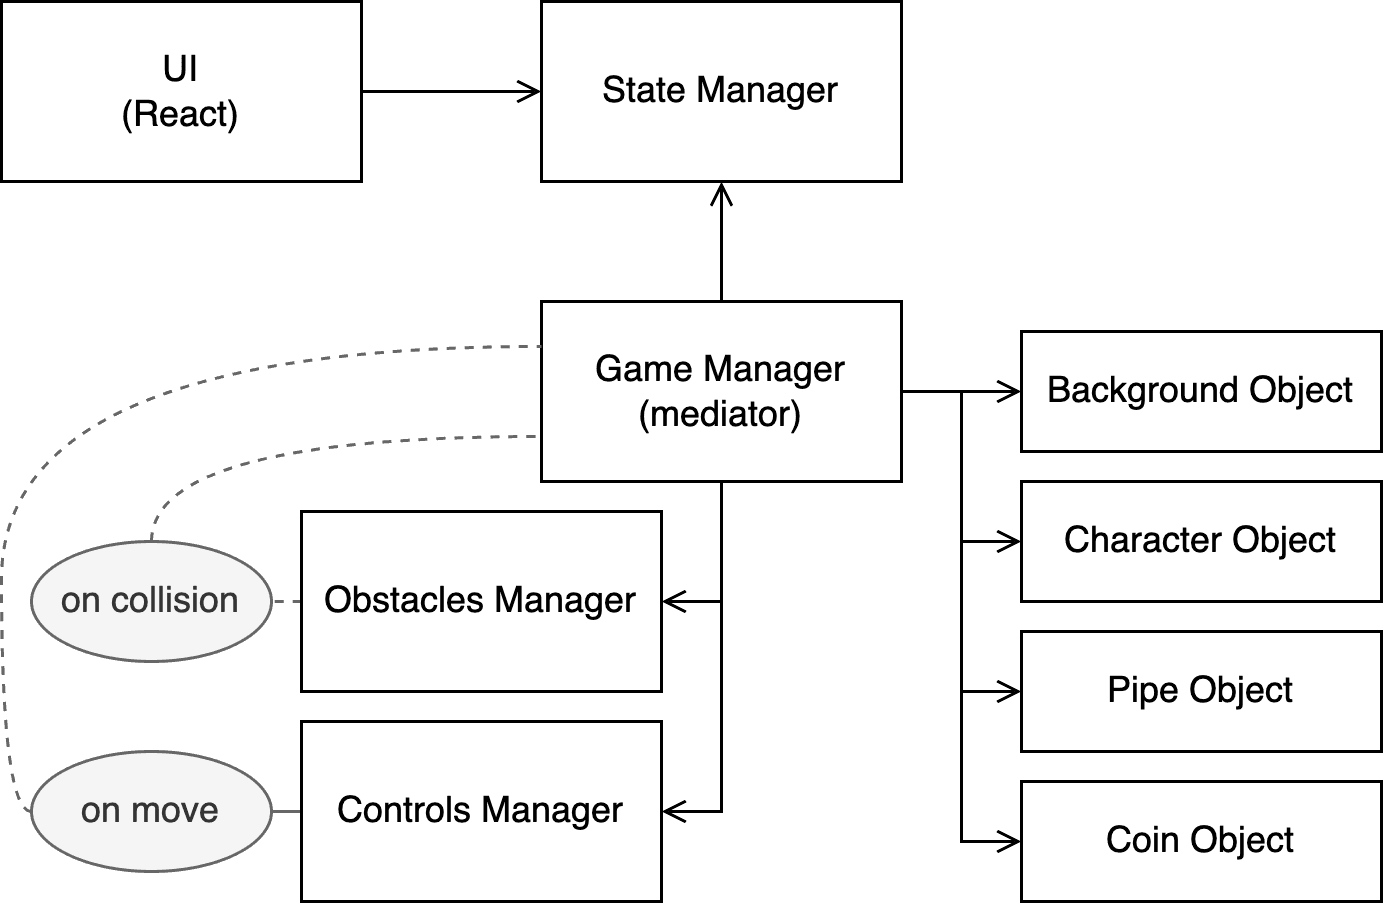 UI
(React)
State Manager
Game Manager
(mediator)
Background Object
Character Object
on collision
Obstacles Manager
Pipe Object
on move
Controls Manager
Coin Object